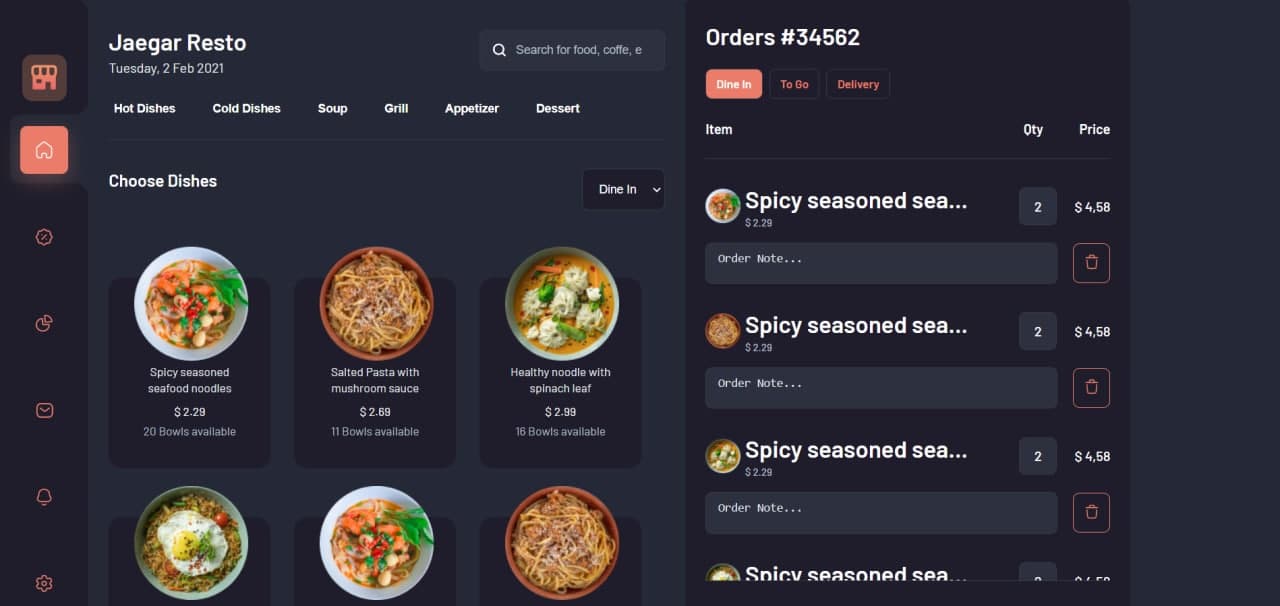 Jaegar Resto
Tuesday, 2 Feb 2021
Search for food, coffe, e
Hot Dishes Cold Dishes Soup Grill Appetizer Dessert
Choose Dishes
Dine In
Spicy seasoned
seafood noodles
$ 2.29
20 Bowls available
Salted Pasta with
mushroom sauce
$ 2.69
11 Bowls available
Healthy noodle with
spinach leaf
$ 2.99
16 Bowls available
Orders #34562
Dine In To Go Delivery
Item Qty Price
Spicy seasoned sea... 2 $ 4,58
$ 2.29
Order Note...
Spicy seasoned sea... 2 $ 4,58
$ 2.29
Order Note...
Spicy seasoned sea... 2 $ 4,58
$ 2.29
Order Note...
Spicy seasoned sea... 2 $ 4,58